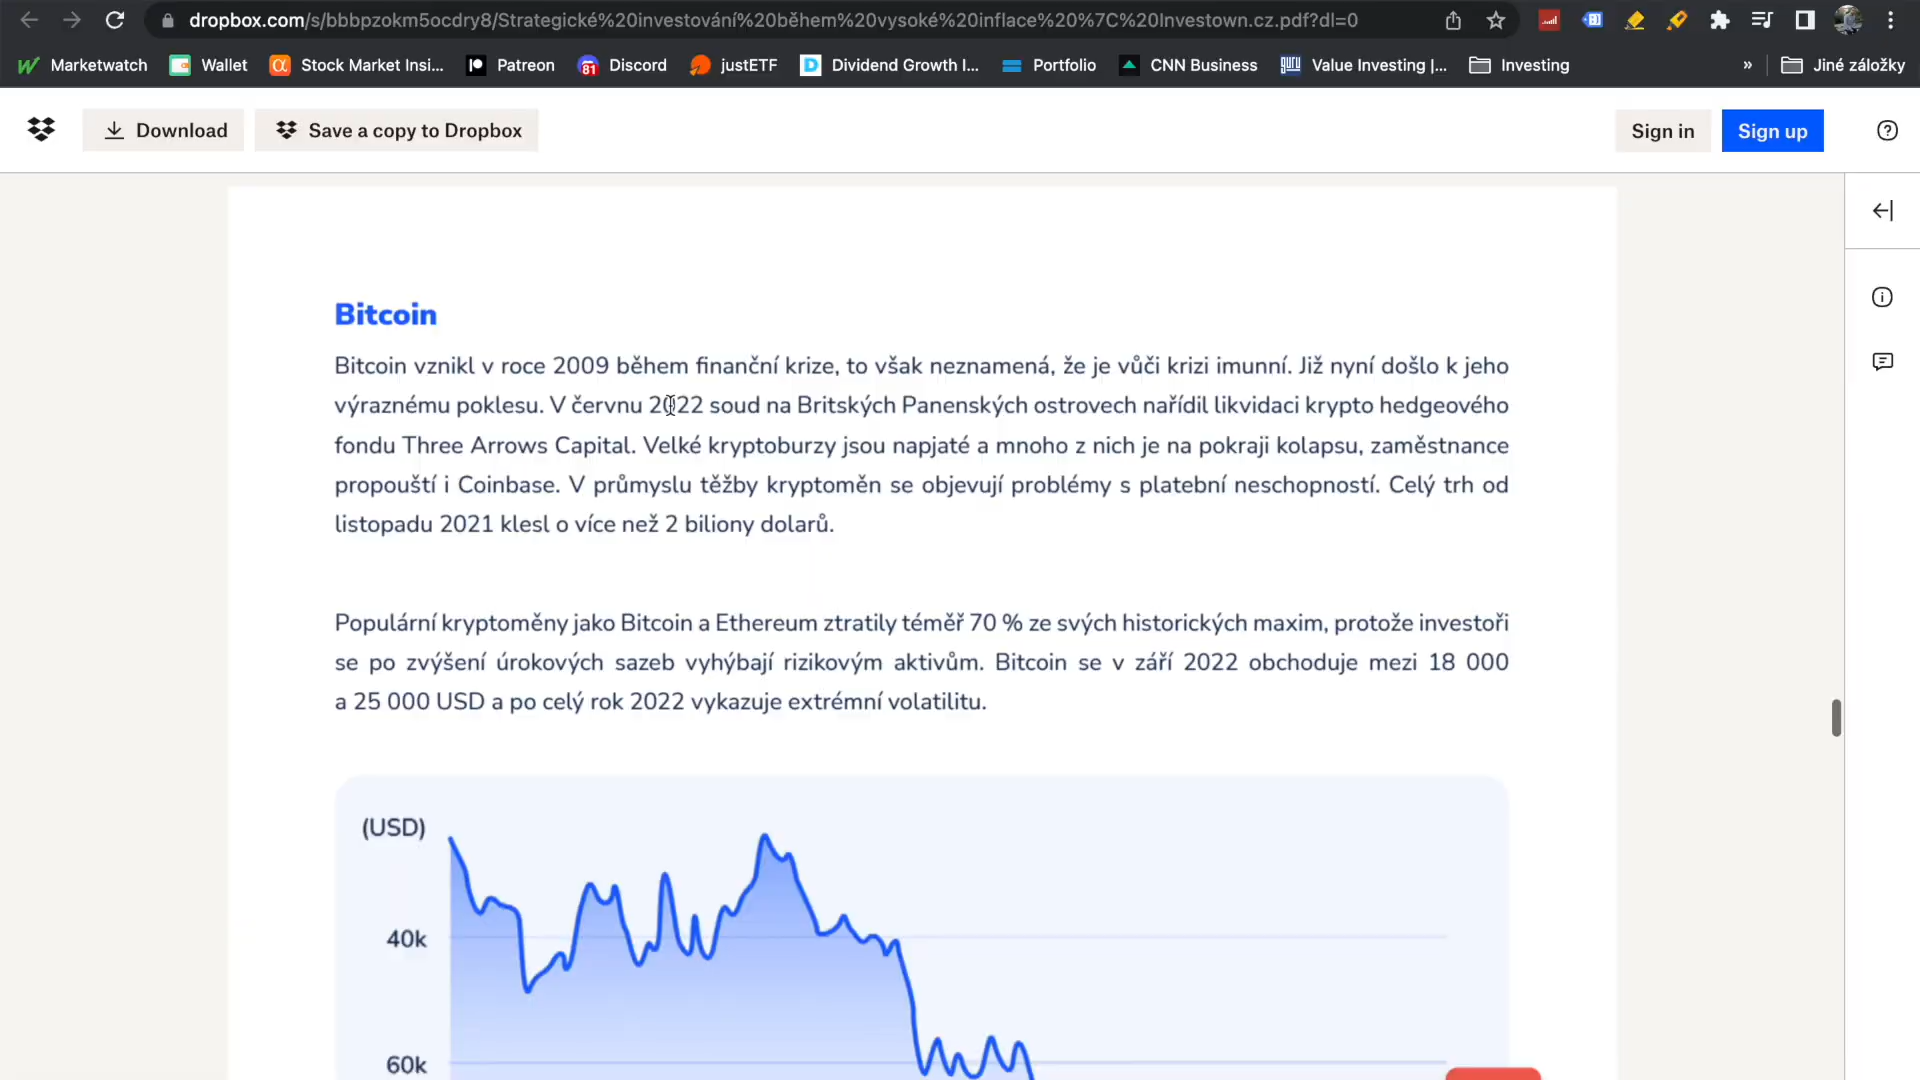 dropbox.com/s/bbbpzokm5ocdry8/Strategické%20investování%20během%20vysoké%20inflace%20%7C%20Investown.cz.pdf?dl=0
Marketwatch Wallet Stock Market Insi... Patreon 81 Discord justETF Dividend Growth I... Portfolio CNN Business GURU Value Investing |... Investing » Jiné záložky
Download Save a copy to Dropbox Sign in Sign up
Bitcoin
Bitcoin vznikl v roce 2009 během finanční krize, to však neznamená, že je vůči krizi imunní. Již nyní došlo k jeho
výraznému poklesu. V červnu 2022 soud na Britských Panenských ostrovech nařídil likvidaci krypto hedgeového
fondu Three Arrows Capital. Velké kryptoburzy jsou napjaté a mnoho z nich je na pokraji kolapsu, zaměstnance
propouští i Coinbase. V průmyslu těžby kryptoměn se objevují problémy s platební neschopností. Celý trh od
listopadu 2021 klesl o více než 2 biliony dolarů.
Populární kryptoměny jako Bitcoin a Ethereum ztratily téměř 70 % ze svých historických maxim, protože investoři
se po zvýšení úrokových sazeb vyhýbají rizikovým aktivům. Bitcoin se v září 2022 obchoduje mezi 18 000
a 25 000 USD a po celý rok 2022 vykazuje extrémní volatilitu.
(USD)
40k
60k